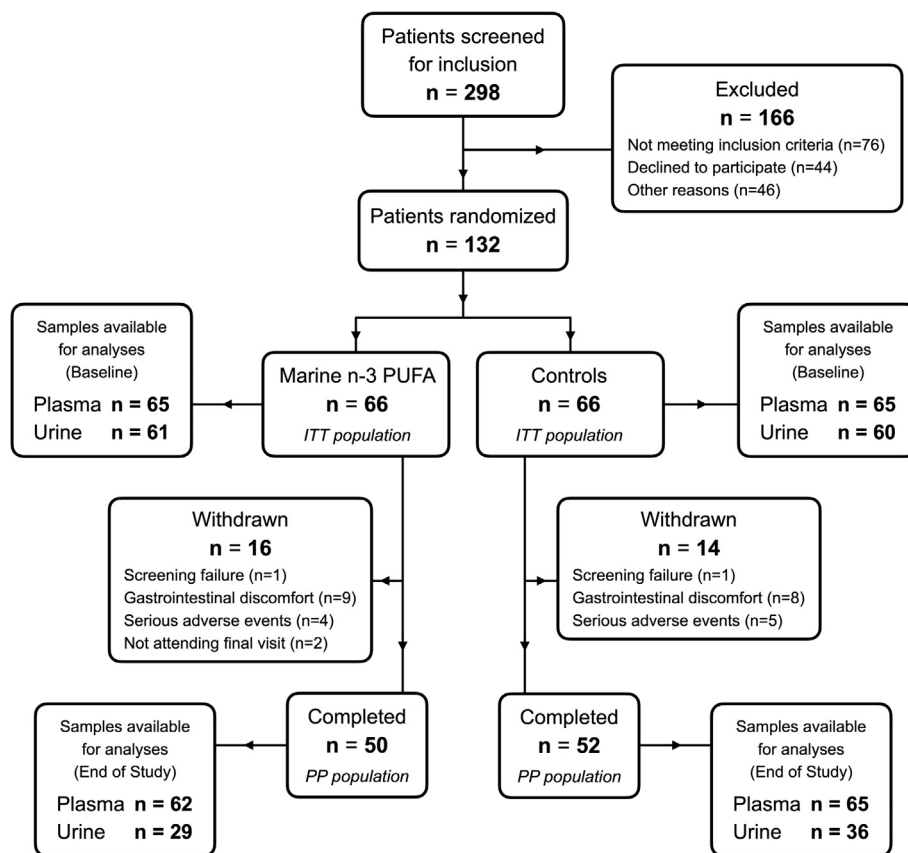 Patients screened
for inclusion
n = 298
Excluded
n = 166
Not meeting inclusion criteria (n=76)
Declined to participate (n=44)
Other reasons (n=46)
Patients randomized
n = 132
Samples available
for analyses
(Baseline)
Plasma n = 65
Urine n = 61
Marine n-3 PUFA
n = 66
ITT population
Controls
n = 66
ITT population
Samples available
for analyses
(Baseline)
Plasma n = 65
Urine n = 60
Withdrawn
n = 16
Screening failure (n=1)
Gastrointestinal discomfort (n=9)
Serious adverse events (n=4)
Not attending final visit (n=2)
Withdrawn
n = 14
Screening failure (n=1)
Gastrointestinal discomfort (n=8)
Serious adverse events (n=5)
Samples available
for analyses
(End of Study)
Plasma n = 62
Urine n = 29
Completed
n = 50
PP population
Completed
n = 52
PP population
Samples available
for analyses
(End of Study)
Plasma n = 65
Urine n = 36